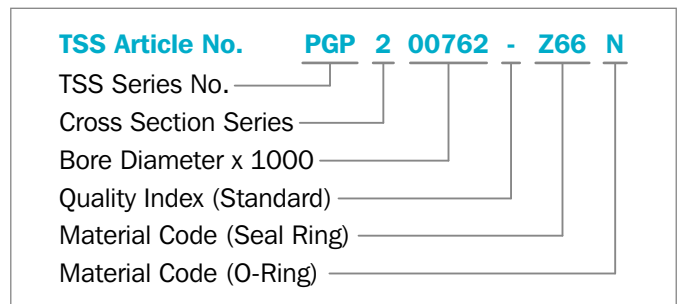 TSS Article No. PGP 2 00762 - Z66 N
TSS Series No.
Cross Section Series
Bore Diameter x 1000
Quality Index (Standard)
Material Code (Seal Ring)
Material Code (O-Ring)